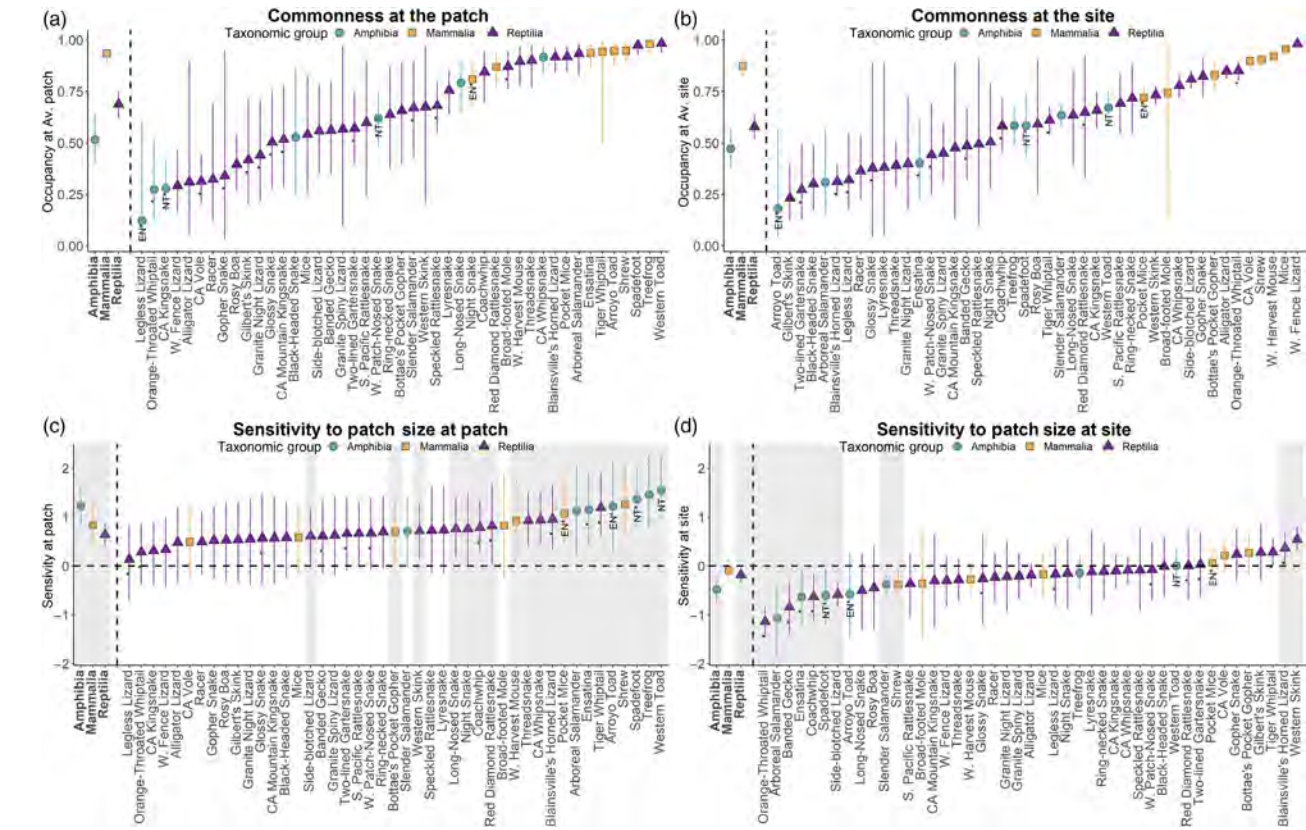 (a)
Commonness at the patch
Taxonomic group Amphibia Mammalia Reptilia
Occupancy at Av. patch
1.00
0.75
0.50
0.25
0.00
EN*
NT*
NT
EN*
Amphibia
Mammalia
Reptilia
Legless Lizard
Orange-Throated Whiptail
CA Kingsnake
W. Fence Lizard
Alligator Lizard
CA Vole
Racer
Gopher Snake
Rosy Boa
Gilbert's Skink
Granite Night Lizard
Glossy Snake
CA Mountain Kingsnake
Black-Headed Snake
Mice
Side-blotched Lizard
Banded Gecko
Granite Spiny Lizard
Two-lined Gartersnake
S. Pacific Rattlesnake
W. Patch-Nosed Snake
Ring-necked Snake
Bottae's Pocket Gopher
Slender Salamander
Western Skink
Speckled Rattlesnake
Lyresnake
Long-Nosed Snake
Night Snake
Coachwhip
Red Diamond Rattlesnake
Broad-footed Mole
W. Harvest Mouse
Threadsnake
CA Whipsnake
Blainsville's Horned Lizard
Pocket Mice
Arboreal Salamander
Ensatina
Tiger Whiptail
Arroyo Toad
Shrew
Spadefoot
Treefrog
Western Toad
(b)
Commonness at the site
Taxonomic group Amphibia Mammalia Reptilia
Occupancy at Av. site
1.00
0.75
0.50
0.25
0.00
EN*
NT*
NT
EN*
Amphibia
Mammalia
Reptilia
Arroyo Toad
Gilbert's Skink
Two-lined Gartersnake
Black-Headed Snake
Arboreal Salamander
Blainsville's Horned Lizard
Legless Lizard
Racer
Glossy Snake
Lyresnake
Threadsnake
Granite Night Lizard
Ensatina
W. Patch-Nosed Snake
Granite Spiny Lizard
CA Mountain Kingsnake
Banded Gecko
Speckled Rattlesnake
Night Snake
Coachwhip
Treefrog
Spadefoot
Rosy Boa
Tiger Whiptail
Slender Salamander
Long-Nosed Snake
Red Diamond Rattlesnake
CA Kingsnake
Western Toad
S. Pacific Rattlesnake
Ring-necked Snake
Pocket Mice
Western Skink
Broad-footed Mole
CA Whipsnake
Side-blotched Lizard
Gopher Snake
Bottae's Pocket Gopher
Alligator Lizard
Orange-Throated Whiptail
CA Vole
Shrew
W. Harvest Mouse
Mice
W. Fence Lizard
(c)
Sensitivity to patch size at patch
Taxonomic group Amphibia Mammalia Reptilia
Sensitivity at patch
2
1
0
−1
−2
EN*
EN*
NT*
NT
Amphibia
Mammalia
Reptilia
Legless Lizard
Orange-Throated Whiptail
CA Kingsnake
W. Fence Lizard
Alligator Lizard
CA Vole
Racer
Gopher Snake
Rosy Boa
Gilbert's Skink
Granite Night Lizard
Glossy Snake
CA Mountain Kingsnake
Black-Headed Snake
Mice
Side-blotched Lizard
Banded Gecko
Granite Spiny Lizard
Two-lined Gartersnake
S. Pacific Rattlesnake
W. Patch-Nosed Snake
Ring-necked Snake
Bottae's Pocket Gopher
Slender Salamander
Western Skink
Speckled Rattlesnake
Lyresnake
Long-Nosed Snake
Night Snake
Coachwhip
Red Diamond Rattlesnake
Broad-footed Mole
W. Harvest Mouse
Threadsnake
CA Whipsnake
Blainsville's Horned Lizard
Pocket Mice
Arboreal Salamander
Ensatina
Tiger Whiptail
Arroyo Toad
Shrew
Spadefoot
Treefrog
Western Toad
(d)
Sensitivity to patch size at site
Taxonomic group Amphibia Mammalia Reptilia
Sensitivity at site
2
1
0
−1
−2
NT*
EN*
NT
EN*
Amphibia
Mammalia
Reptilia
Orange-Throated Whiptail
Arboreal Salamander
Banded Gecko
Ensatina
Coachwhip
Spadefoot
Side-blotched Lizard
Arroyo Toad
Long-Nosed Snake
Rosy Boa
Slender Salamander
Shrew
S. Pacific Rattlesnake
Broad-footed Mole
CA Mountain Kingsnake
W. Fence Lizard
Threadsnake
W. Harvest Mouse
Glossy Snake
Racer
Granite Night Lizard
Granite Spiny Lizard
Alligator Lizard
Mice
Legless Lizard
Night Snake
Treefrog
Lyresnake
Ring-necked Snake
CA Kingsnake
CA Whipsnake
Speckled Rattlesnake
W. Patch-Nosed Snake
Black-Headed Snake
Western Toad
Red Diamond Rattlesnake
Two-lined Gartersnake
Pocket Mice
CA Vole
Gopher Snake
Bottae's Pocket Gopher
Gilbert's Skink
Tiger Whiptail
Blainsville's Horned Lizard
Western Skink